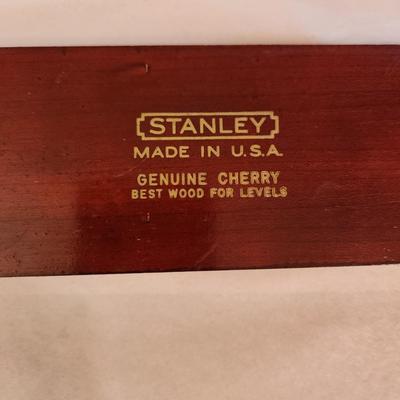 STANLEY
MADE IN U.S.A.
GENUINE CHERRY
BEST WOOD FOR LEVELS